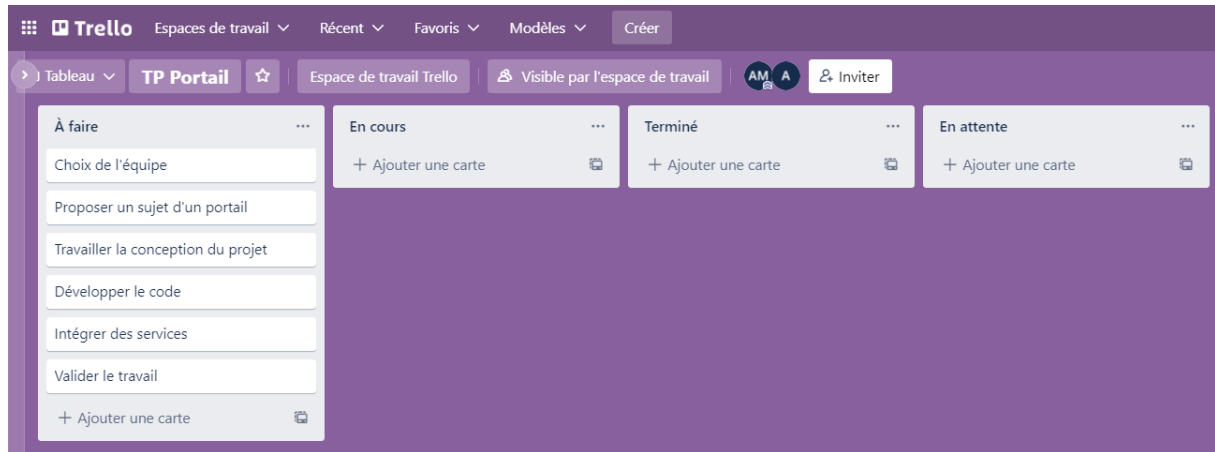 Trello Espaces de travail Récent Favoris Modèles Créer
Tableau TP Portail Espace de travail Trello Visible par l'espace de travail AM A Inviter
À faire
Choix de l'équipe
Proposer un sujet d'un portail
Travailler la conception du projet
Développer le code
Intégrer des services
Valider le travail
+ Ajouter une carte
En cours
+ Ajouter une carte
Terminé
+ Ajouter une carte
En attente
+ Ajouter une carte